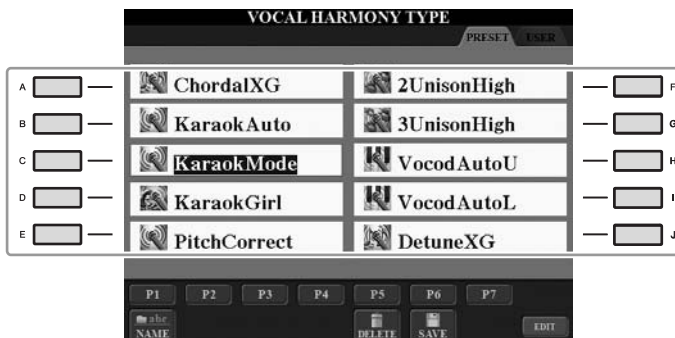 VOCAL HARMONY TYPE
PRESET USER
A ChordalXG 2UnisonHigh F
B KaraokAuto 3UnisonHigh G
C KaraokMode VocodAutoU H
D KaraokGirl VocodAutoL I
E PitchCorrect DetuneXG J
P1 P2 P3 P4 P5 P6 P7
abc
NAME DELETE SAVE EDIT